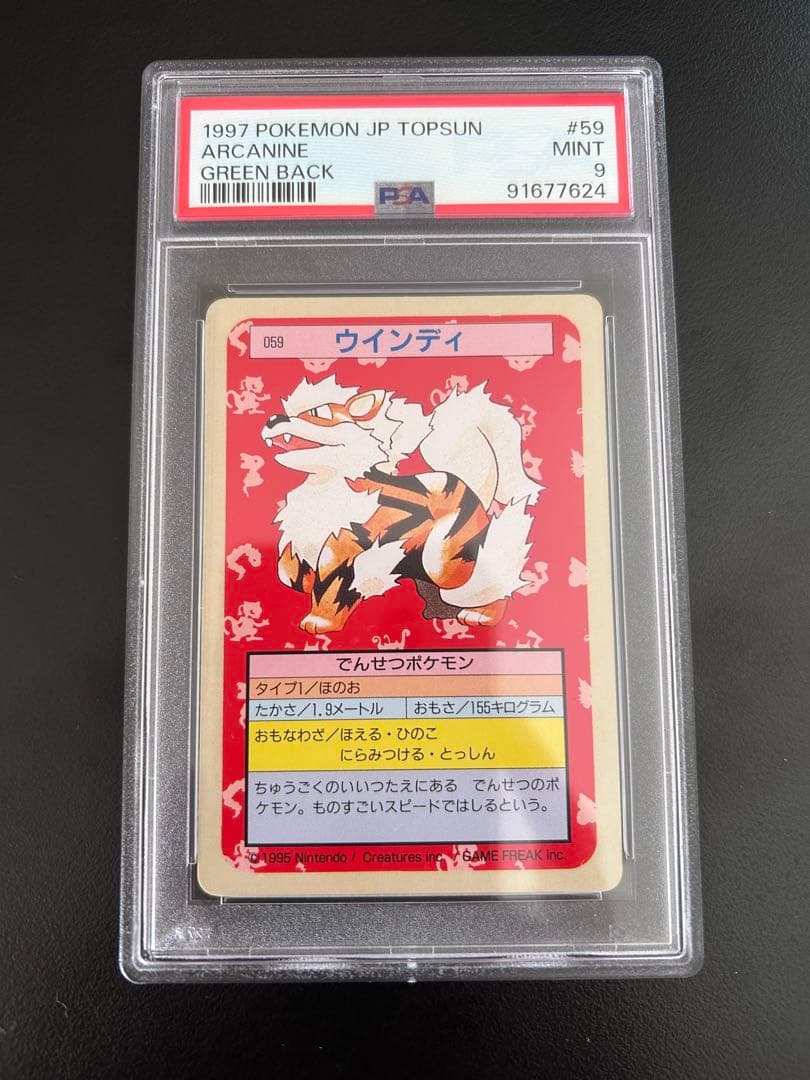 1997 POKEMON JP TOPSUN #59
ARCANINE MINT
GREEN BACK 9
PSA 91677624
059 ウインディ
でんせつポケモン
タイプ1/ほのお
たかさ/1.9メートル おもさ/155キログラム
おもなわざ/ほえる・ひのこ
にらみつける・とっしん
ちゅうごくのいいつたえにある でんせつのポ
ケモン。ものすごいスピードではしるという。
© 1995 Nintendo / Creatures inc. / GAME FREAK inc.